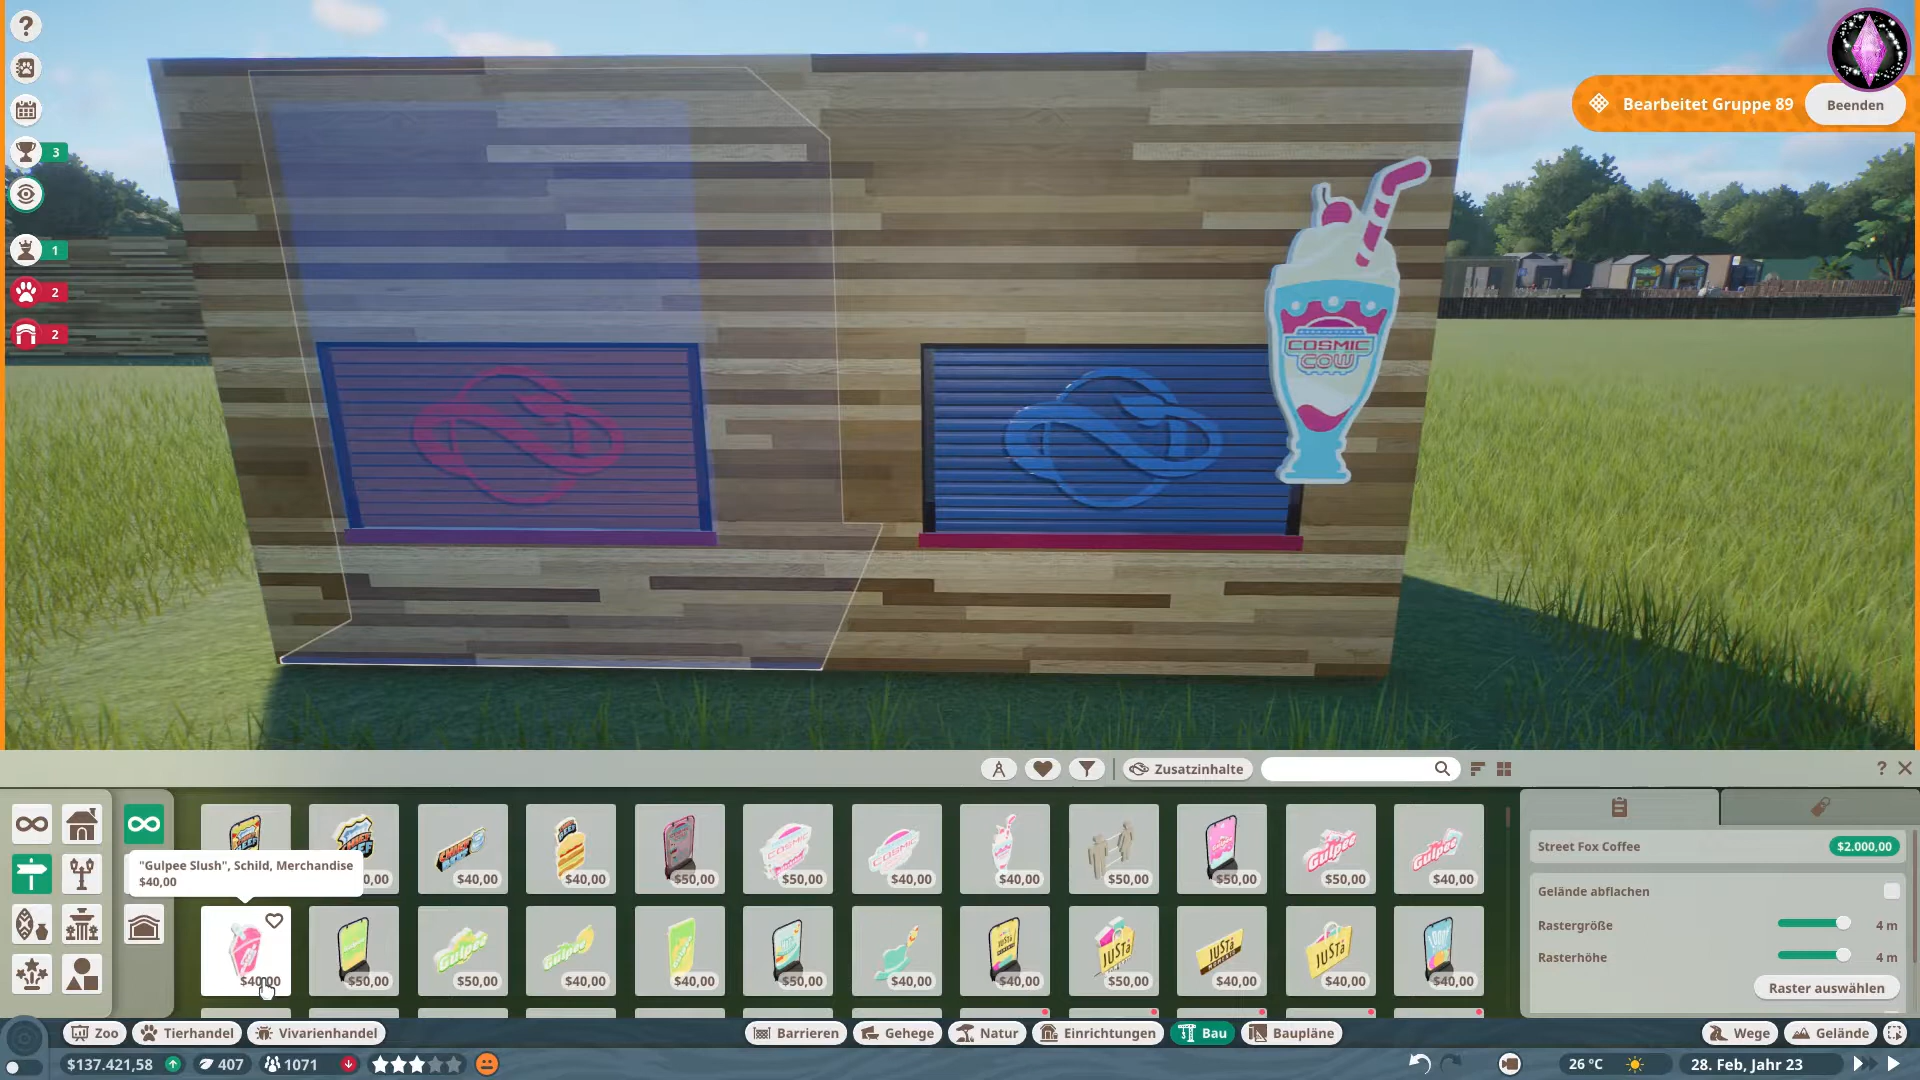 Bearbeitet Gruppe 89
Beenden
3
1
2
2
COSMIC
COW
Zusatzinhalte
?
"Gulpee Slush", Schild, Merchandise
$40,00
$40,00 $40,00 $50,00 $50,00 $40,00 $40,00 $50,00 $50,00 $50,00 $40,00
$40,00 $50,00 $50,00 $40,00 $40,00 $50,00 $40,00 $40,00 $50,00 $40,00 $40,00 $40,00
Street Fox Coffee
$2.000,00
Gelände abflachen
Rastergröße
4 m
Rasterhöhe
4 m
Raster auswählen
Zoo
Tierhandel
Vivarienhandel
Barrieren
Gehege
Natur
Einrichtungen
Bau
Baupläne
Wege
Gelände
$137.421,58
407
1071
26 °C
28. Feb, Jahr 23